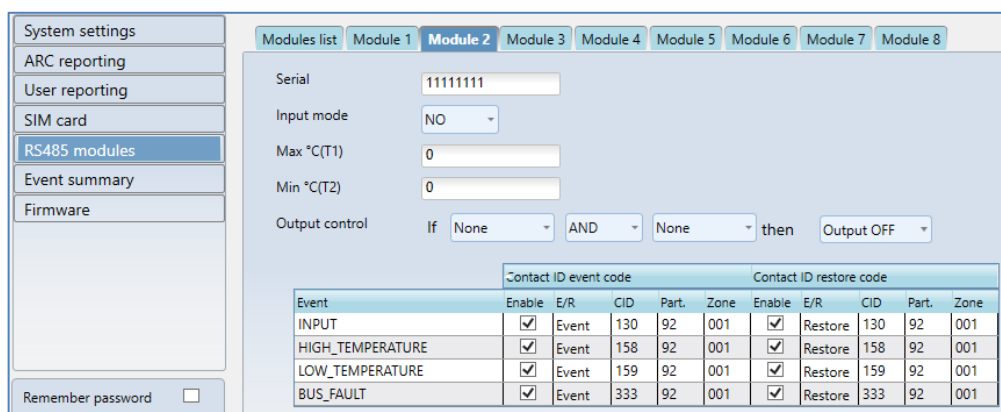 System settings
ARC reporting
User reporting
SIM card
RS485 modules
Event summary
Firmware
Remember password
Modules list Module 1 Module 2 Module 3 Module 4 Module 5 Module 6 Module 7 Module 8
Serial 11111111
Input mode NO
Max °C(T1) 0
Min °C(T2) 0
Output control If None AND None then Output OFF
Contact ID event code Contact ID restore code
Event Enable E/R CID Part. Zone Enable E/R CID Part. Zone
INPUT Event 130 92 001 Restore 130 92 001
HIGH_TEMPERATURE Event 158 92 001 Restore 158 92 001
LOW_TEMPERATURE Event 159 92 001 Restore 159 92 001
BUS_FAULT Event 333 92 001 Restore 333 92 001